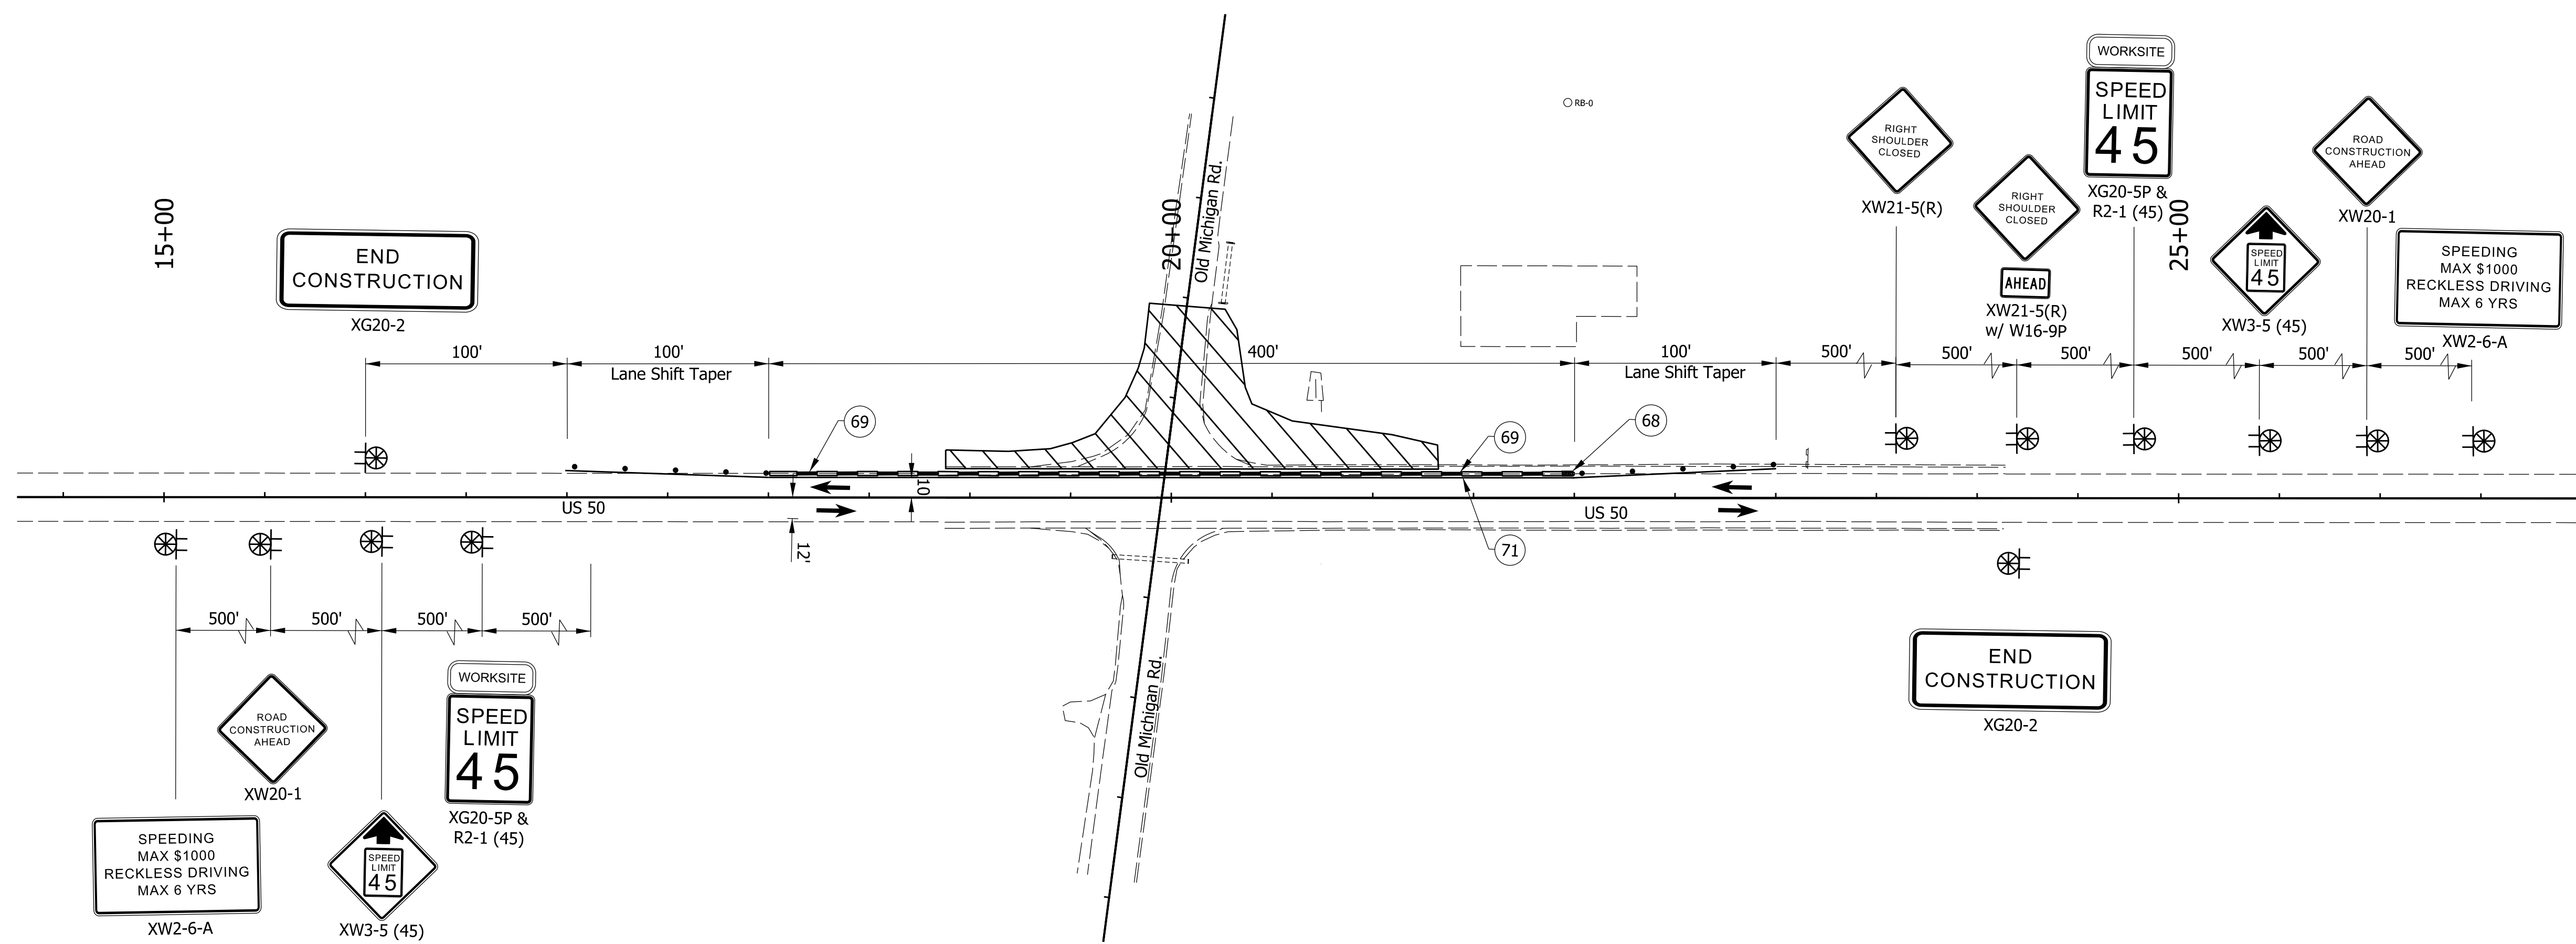 WORKSITE
SPEED
LIMIT
45
XG20-5P &
R2-1 (45)
RIGHT
SHOULDER
CLOSED
XW21-5(R)
RIGHT
SHOULDER
CLOSED
AHEAD
XW21-5(R)
w/ W16-9P
ROAD
CONSTRUCTION
AHEAD
XW20-1
RB-0
15+00
20+00
25+00
Old Michigan Rd.
END
CONSTRUCTION
XG20-2
SPEED
LIMIT
45
XW3-5 (45)
SPEEDING
MAX $1000
RECKLESS DRIVING
MAX 6 YRS
XW2-6-A
100'
100'
Lane Shift Taper
400'
100'
Lane Shift Taper
500'
500'
500'
500'
500'
500'
69
69
68
10
US 50
US 50
12'
71
500'
500'
500'
500'
Old Michigan Rd.
ROAD
CONSTRUCTION
AHEAD
XW20-1
WORKSITE
SPEED
LIMIT
45
XG20-5P &
R2-1 (45)
SPEEDING
MAX $1000
RECKLESS DRIVING
MAX 6 YRS
XW2-6-A
SPEED
LIMIT
45
XW3-5 (45)
END
CONSTRUCTION
XG20-2